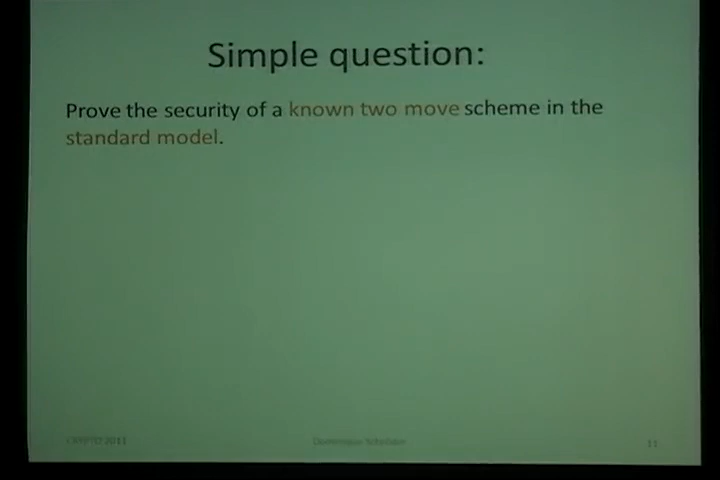 Simple question:
Prove the security of a known two move scheme in the
standard model.
CRYPTO 2011
11